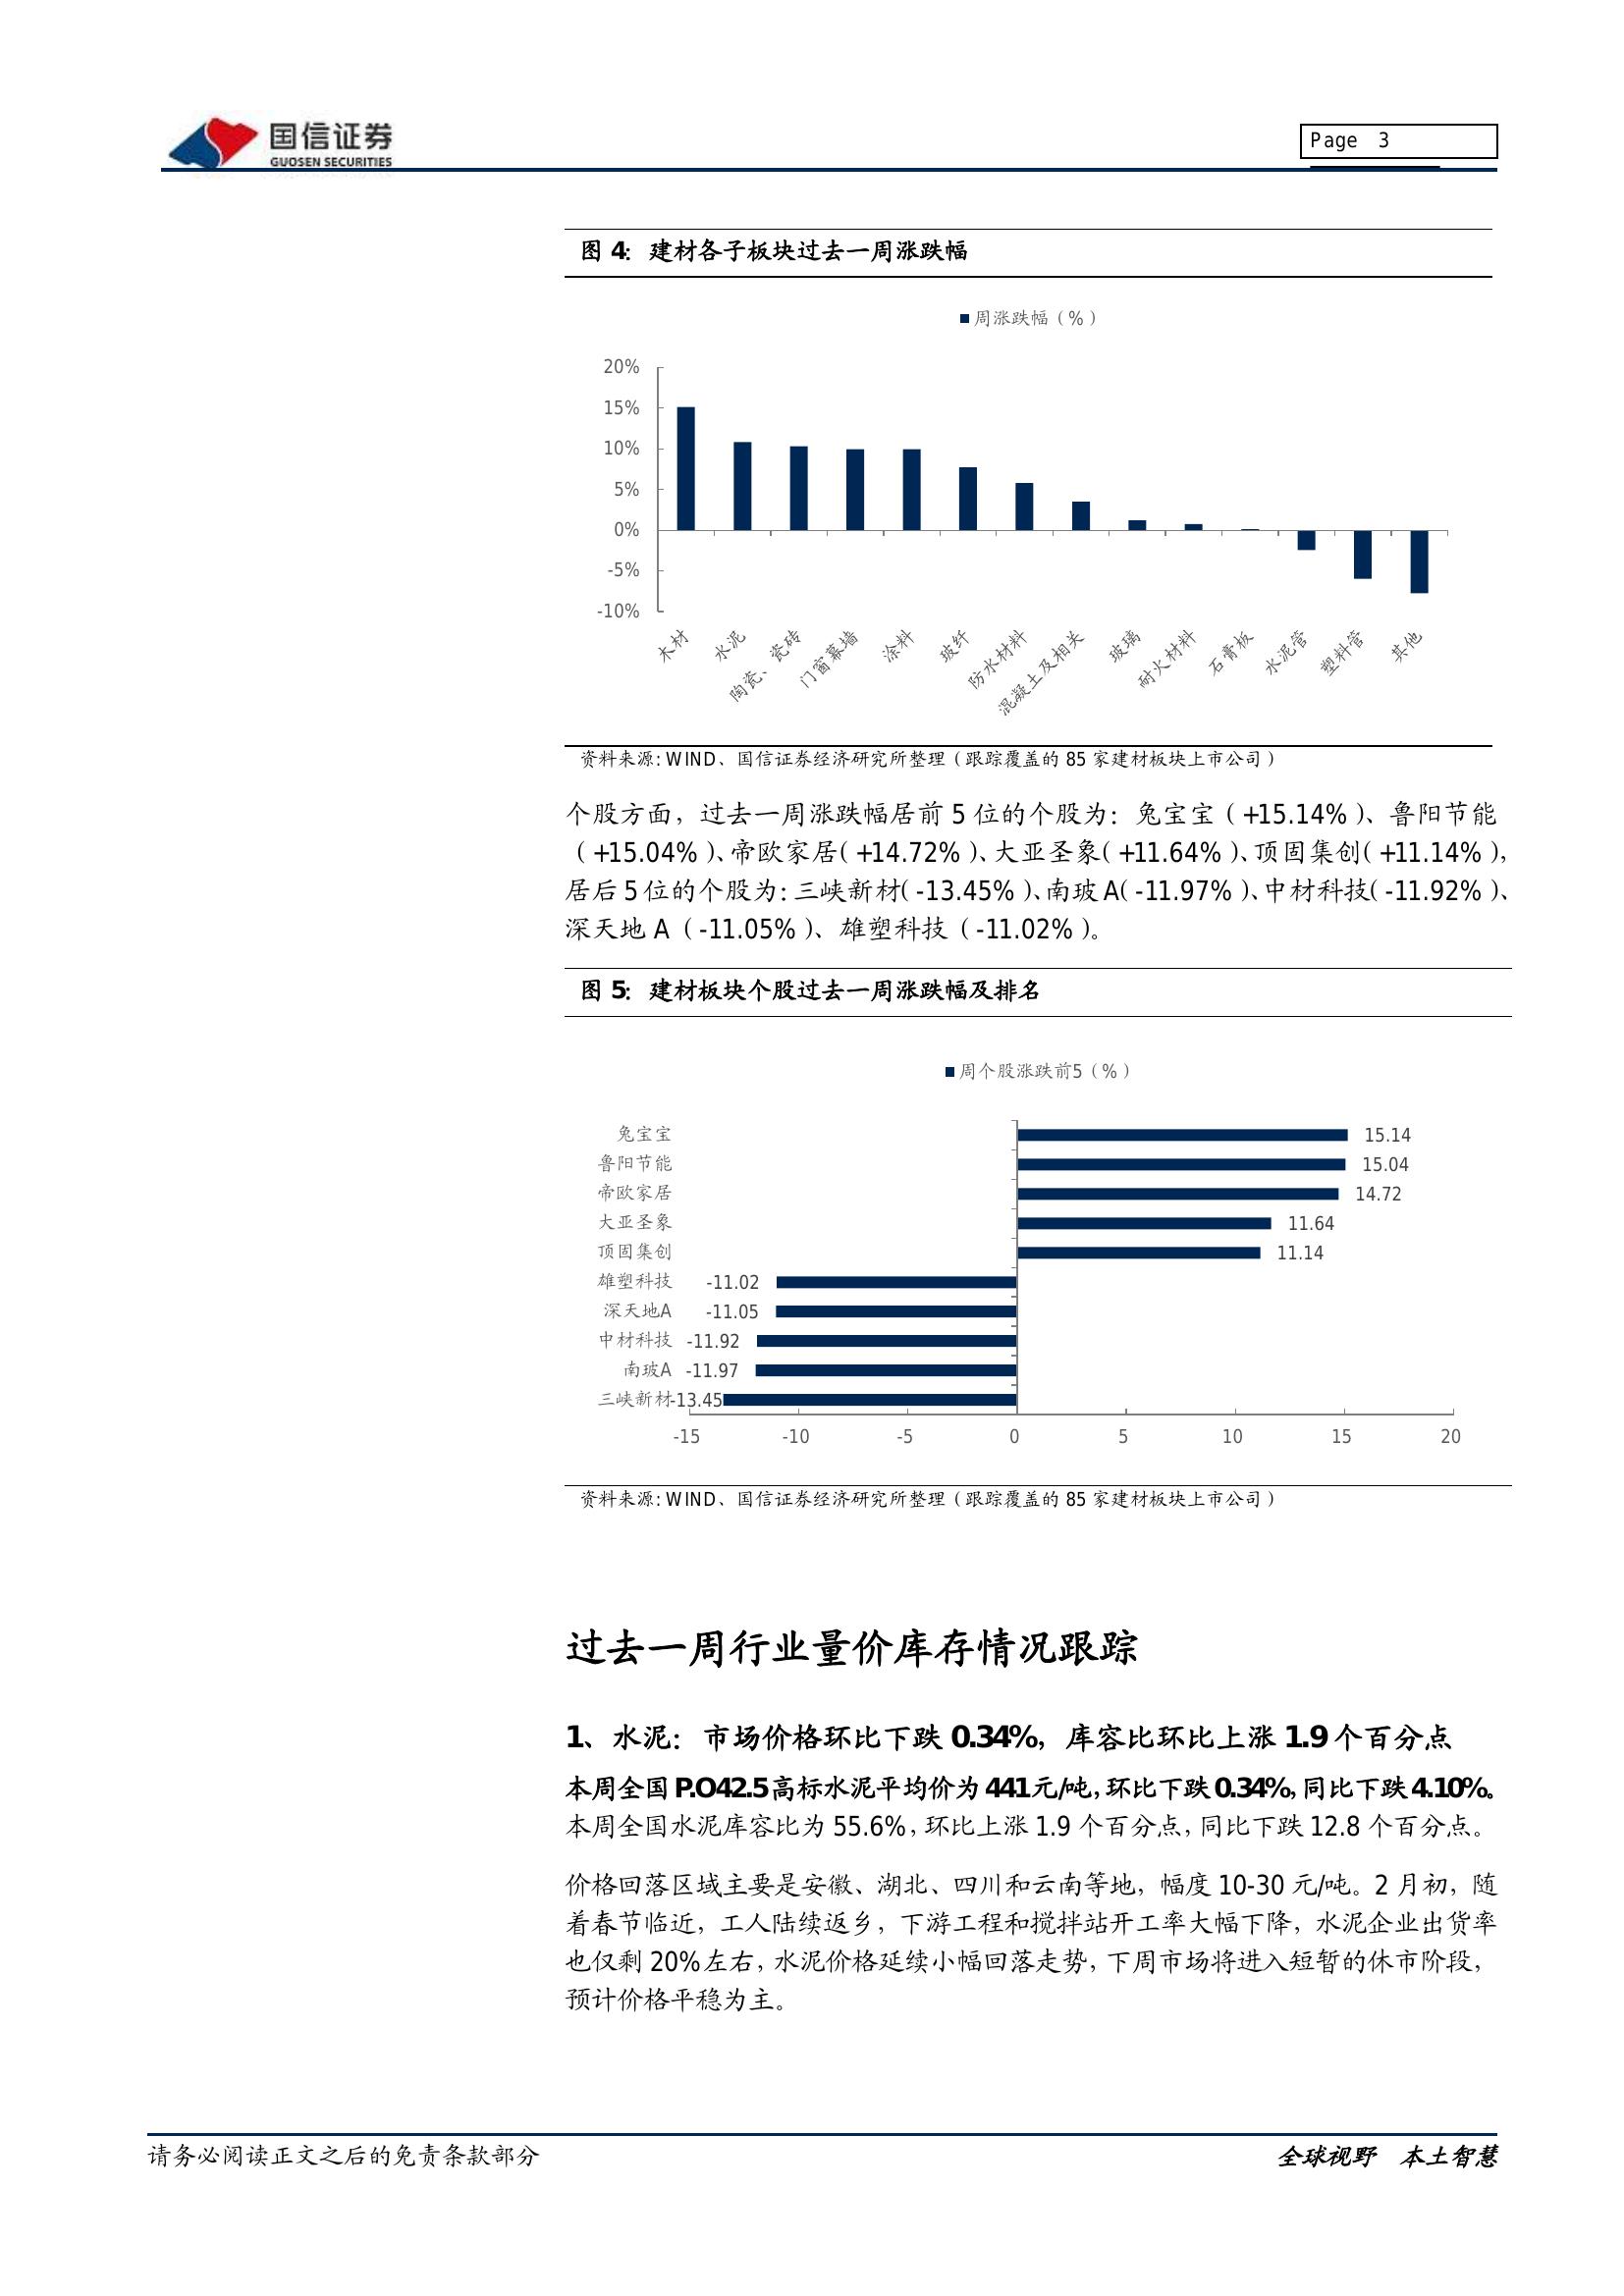 国信证券
GUOSEN SECURITIES
Page 3
图 4：建材各子板块过去一周涨跌幅
周涨跌幅（%）
20%
15%
10%
5%
0%
-5%
-10%
木材
水泥
陶瓷、瓷砖
门窗幕墙
涂料
玻纤
防水材料
混凝土及相关
玻璃
耐火材料
石膏板
水泥管
塑料管
其他
资料来源: WIND、国信证券经济研究所整理（跟踪覆盖的 85 家建材板块上市公司）
个股方面，过去一周涨跌幅居前 5 位的个股为：兔宝宝（+15.14%）、鲁阳节能
（+15.04%）、帝欧家居（+14.72%）、大亚圣象（+11.64%）、顶固集创（+11.14%），
居后 5 位的个股为：三峡新材（-13.45%）、南玻 A（-11.97%）、中材科技（-11.92%）、
深天地 A（-11.05%）、雄塑科技（-11.02%）。
图 5：建材板块个股过去一周涨跌幅及排名
周个股涨跌前5（%）
兔宝宝 15.14
鲁阳节能 15.04
帝欧家居 14.72
大亚圣象 11.64
顶固集创 11.14
雄塑科技 -11.02
深天地A -11.05
中材科技 -11.92
南玻A -11.97
三峡新材 -13.45
-15 -10 -5 0 5 10 15 20
资料来源: WIND、国信证券经济研究所整理（跟踪覆盖的 85 家建材板块上市公司）
过去一周行业量价库存情况跟踪
1、水泥：市场价格环比下跌 0.34%，库容比环比上涨 1.9 个百分点
本周全国 P.O42.5 高标水泥平均价为 441 元/吨，环比下跌 0.34%，同比下跌 4.10%。
本周全国水泥库容比为 55.6%，环比上涨 1.9 个百分点，同比下跌 12.8 个百分点。
价格回落区域主要是安徽、湖北、四川和云南等地，幅度 10-30 元/吨。2 月初，随
着春节临近，工人陆续返乡，下游工程和搅拌站开工率大幅下降，水泥企业出货率
也仅剩 20%左右，水泥价格延续小幅回落走势，下周市场将进入短暂的休市阶段，
预计价格平稳为主。
请务必阅读正文之后的免责条款部分
全球视野 本土智慧